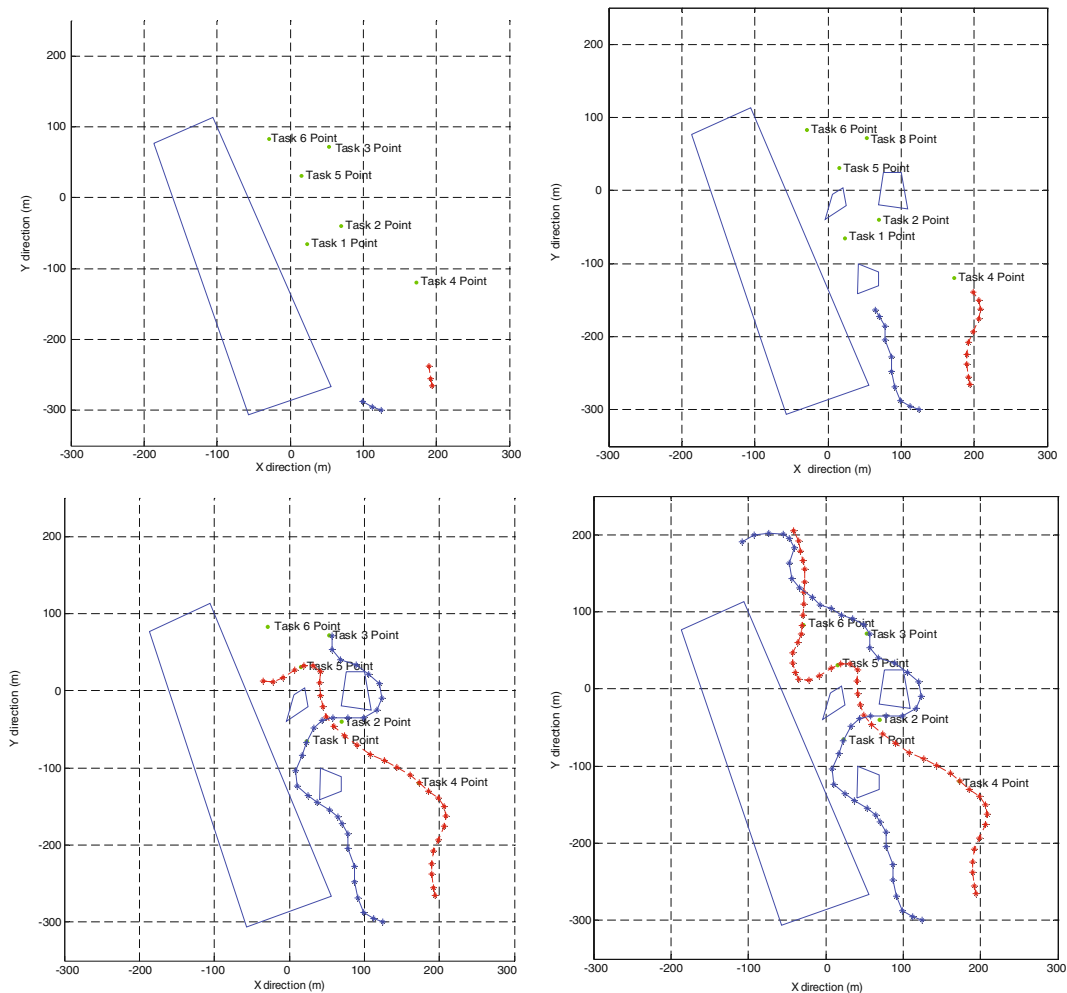 200
100
0
-100
-200
-300
Y direction (m)
Task 6 Point
Task 3 Point
Task 5 Point
Task 2 Point
Task 1 Point
Task 4 Point
-300 -200 -100 0 100 200 300
X direction (m)
200
100
0
-100
-200
-300
Y direction (m)
Task 6 Point
Task 3 Point
Task 5 Point
Task 2 Point
Task 1 Point
Task 4 Point
-300 -200 -100 0 100 200 300
X direction (m)
200
100
0
-100
-200
-300
Y direction (m)
Task 6 Point
Task 3 Point
Task 5 Point
Task 2 Point
Task 1 Point
Task 4 Point
-300 -200 -100 0 100 200 300
X direction (m)
200
100
0
-100
-200
-300
Y direction (m)
Task 6 Point
Task 3 Point
Task 5 Point
Task 2 Point
Task 1 Point
Task 4 Point
-300 -200 -100 0 100 200 300
X direction (m)